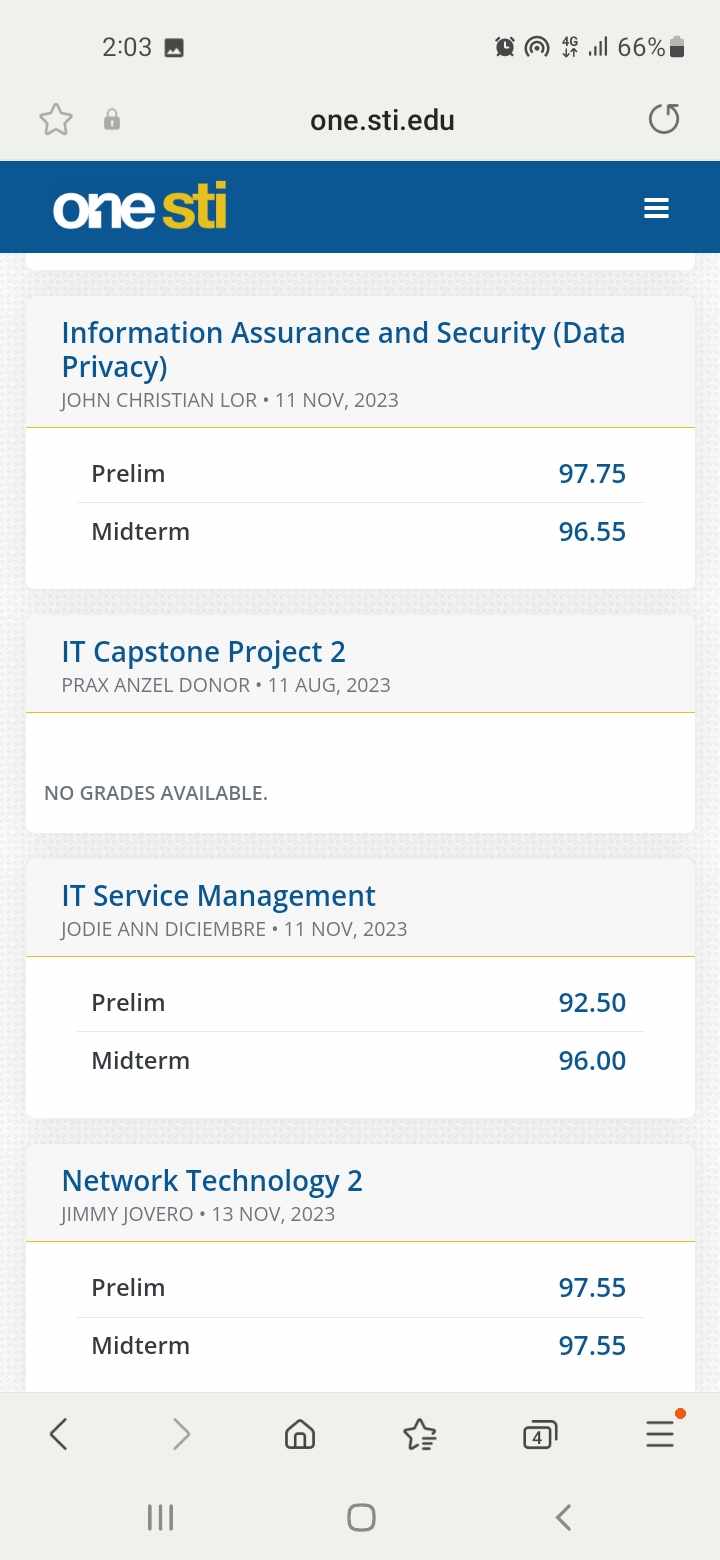 2:03 4G 66%
one.sti.edu
one sti
Information Assurance and Security (Data
Privacy)
JOHN CHRISTIAN LOR • 11 NOV, 2023
Prelim 97.75
Midterm 96.55
IT Capstone Project 2
PRAX ANZEL DONOR • 11 AUG, 2023
NO GRADES AVAILABLE.
IT Service Management
JODIE ANN DICIEMBRE • 11 NOV, 2023
Prelim 92.50
Midterm 96.00
Network Technology 2
JIMMY JOVERO • 13 NOV, 2023
Prelim 97.55
Midterm 97.55
4